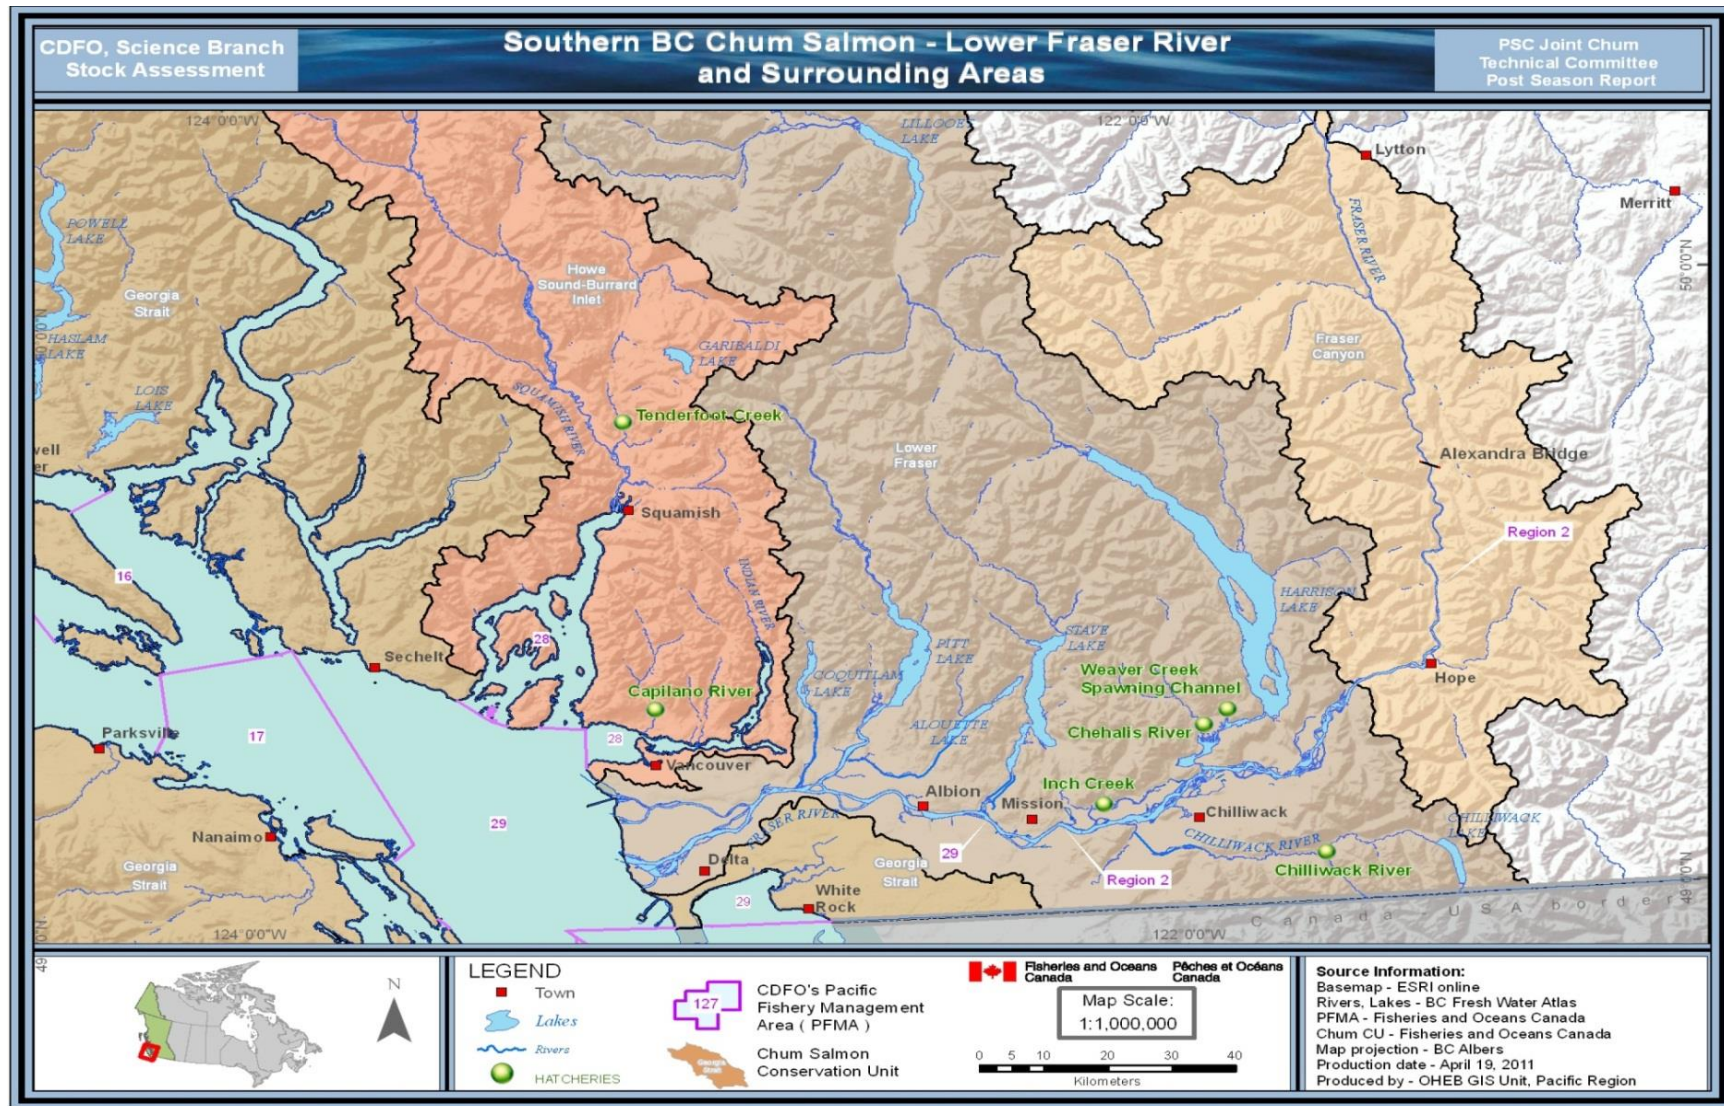 CDFO, Science Branch
Stock Assessment
Southern BC Chum Salmon - Lower Fraser River
and Surrounding Areas
PSC Joint Chum
Technical Committee
Post Season Report
124°0'0"W
122°0'0"W
LILLOOET
LAKE
Lytton
Merritt
POWELL
LAKE
FRASER RIVER
50°0'0"N
Howe
Sound-Burrard
Inlet
Georgia
Strait
HASLAM
LAKE
GARIBALDI
LAKE
Fraser
Canyon
LOIS
LAKE
SQUAMISH RIVER
Tenderfoot Creek
Lower
Fraser
Alexandra Bridge
Squamish
Region 2
16
INDIAN RIVER
HARRISON
LAKE
28
STAVE
LAKE
PITT
LAKE
Sechelt
COQUITLAM
LAKE
Weaver Creek
Spawning Channel
Hope
Capilano River
ALOUETTE
LAKE
Chehalis River
Parksville
17
28
Vancouver
Inch Creek
Albion
Mission
Chilliwack
29
FRASER RIVER
CHILLIWACK RIVER
CHILLIWACK
LAKE
Nanaimo
29
Delta
Georgia
Strait
Chilliwack River
Georgia
Strait
Region 2
White
Rock
29
49°0'0"N
Canada - USA border
124°0'0"W
122°0'0"W
49
N
LEGEND
Town
Lakes
Rivers
HATCHERIES
127
CDFO's Pacific
Fishery Management
Area ( PFMA )
Georgia
Strait
Chum Salmon
Conservation Unit
Fisheries and Oceans Pêches et Océans
Canada Canada
Map Scale:
1:1,000,000
0 5 10 20 30 40
Kilometers
Source Information:
Basemap - ESRI online
Rivers, Lakes - BC Fresh Water Atlas
PFMA - Fisheries and Oceans Canada
Chum CU - Fisheries and Oceans Canada
Map projection - BC Albers
Production date - April 19, 2011
Produced by - OHEB GIS Unit, Pacific Region